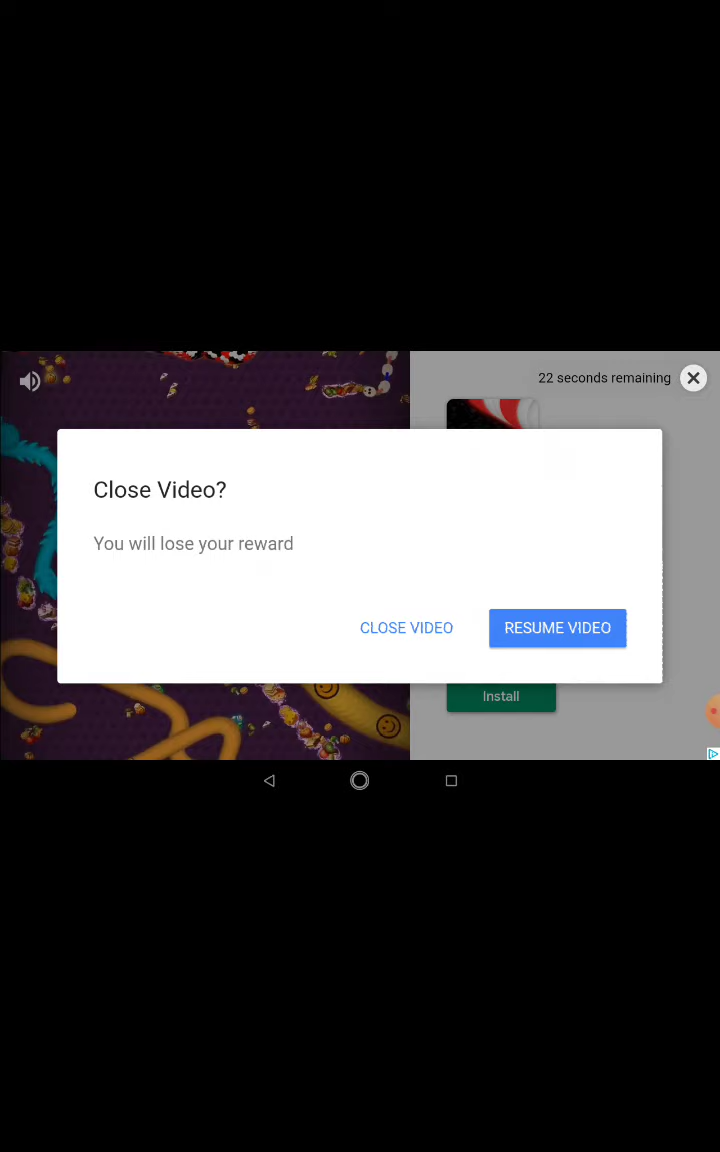 22 seconds remaining
Close Video?
You will lose your reward
CLOSE VIDEO
RESUME VIDEO
Install